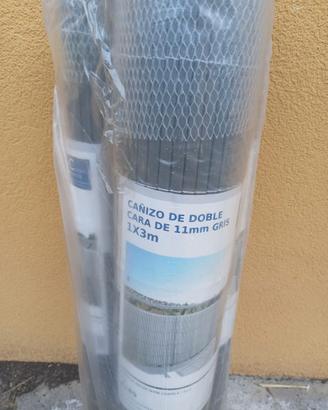 CAÑIZO DE DOBLE
CARA DE 11mm GRIS
1X3m